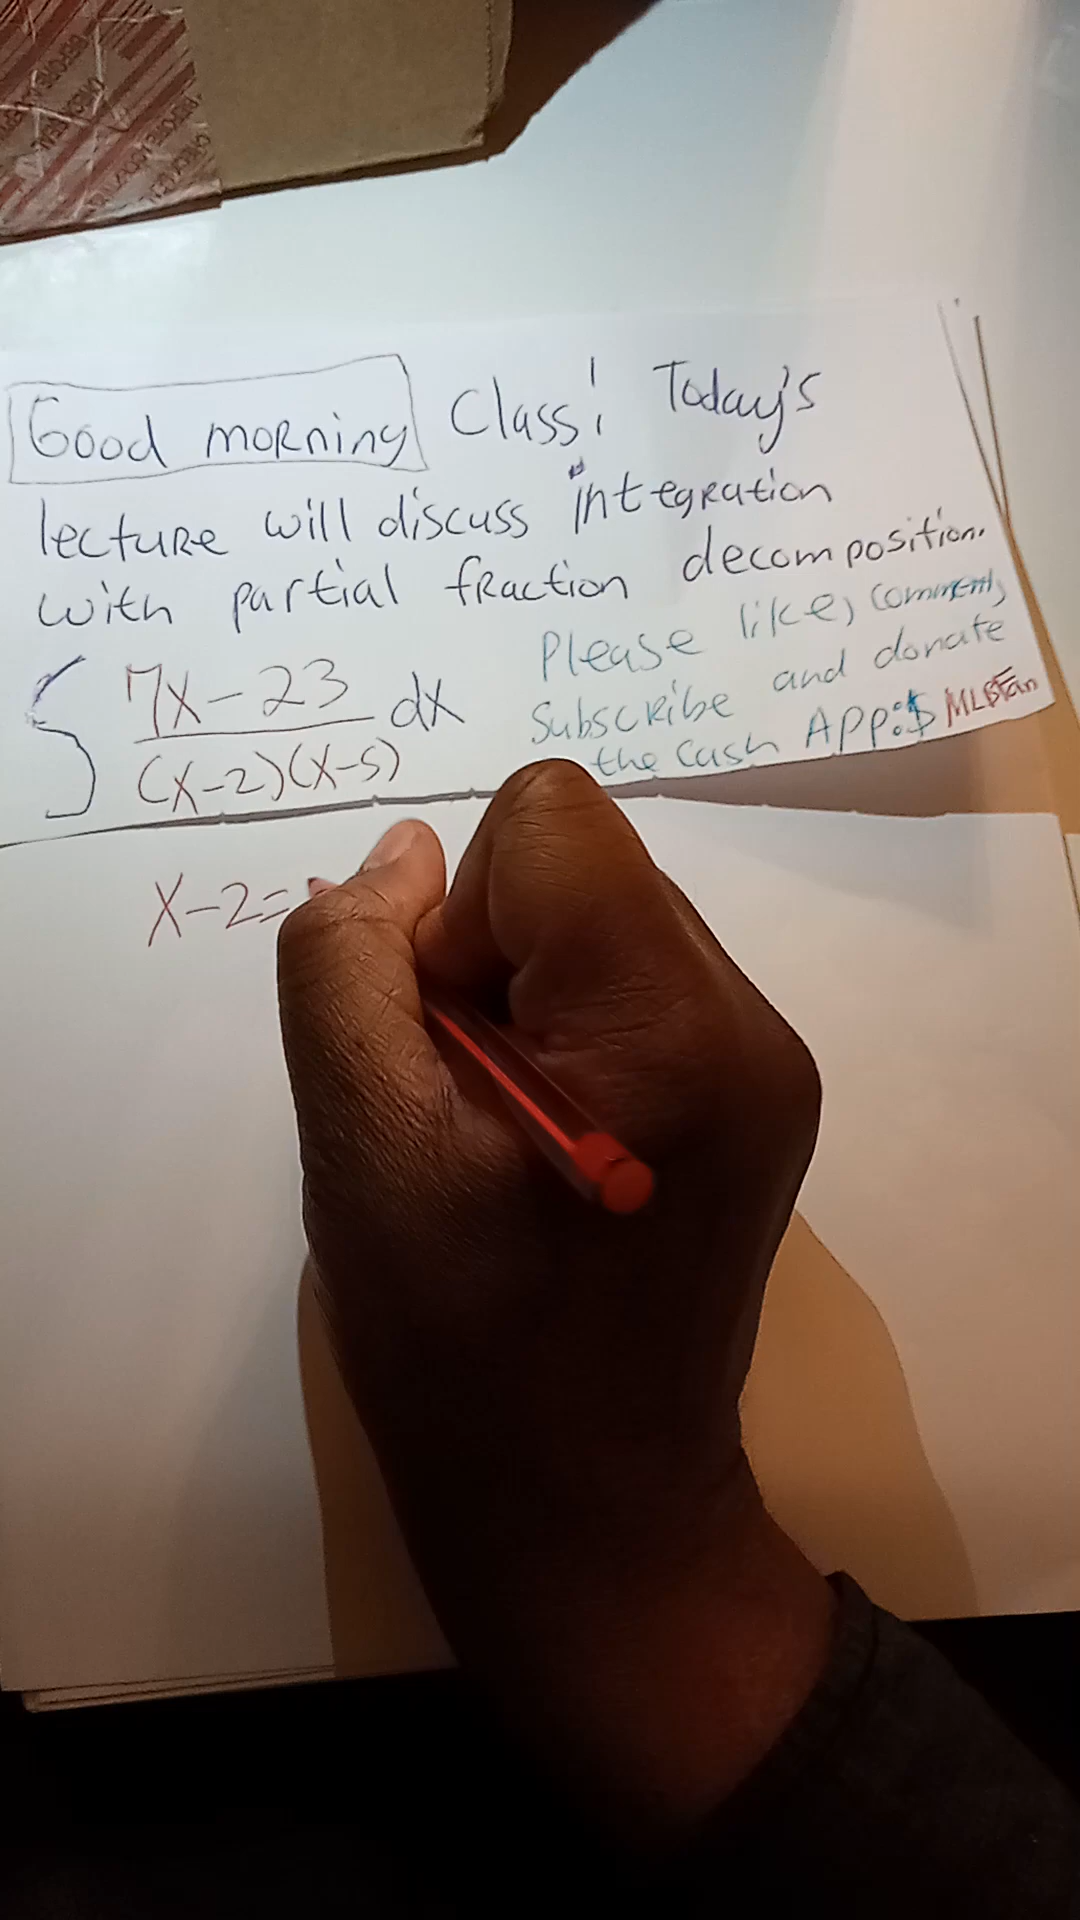 Good morning Class! Today's
lecture will discuss integration
with partial fraction decomposition.
∫ 7x-23 / (x-2)(x-5) dx
Please like, comment,
Subscribe and donate
the Cash APP:$ MLBFan
x-2=